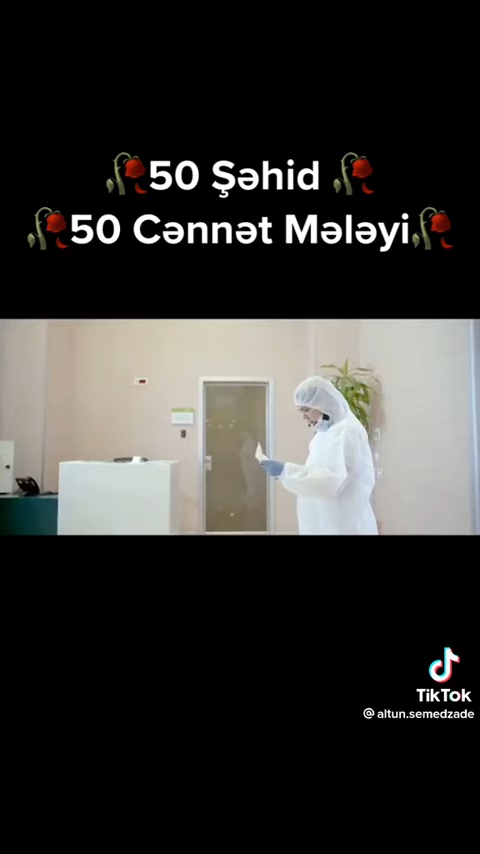 🥀50 Şəhid 🥀
🥀50 Cənnət Mələyi🥀
TikTok
@ altun.semedzade